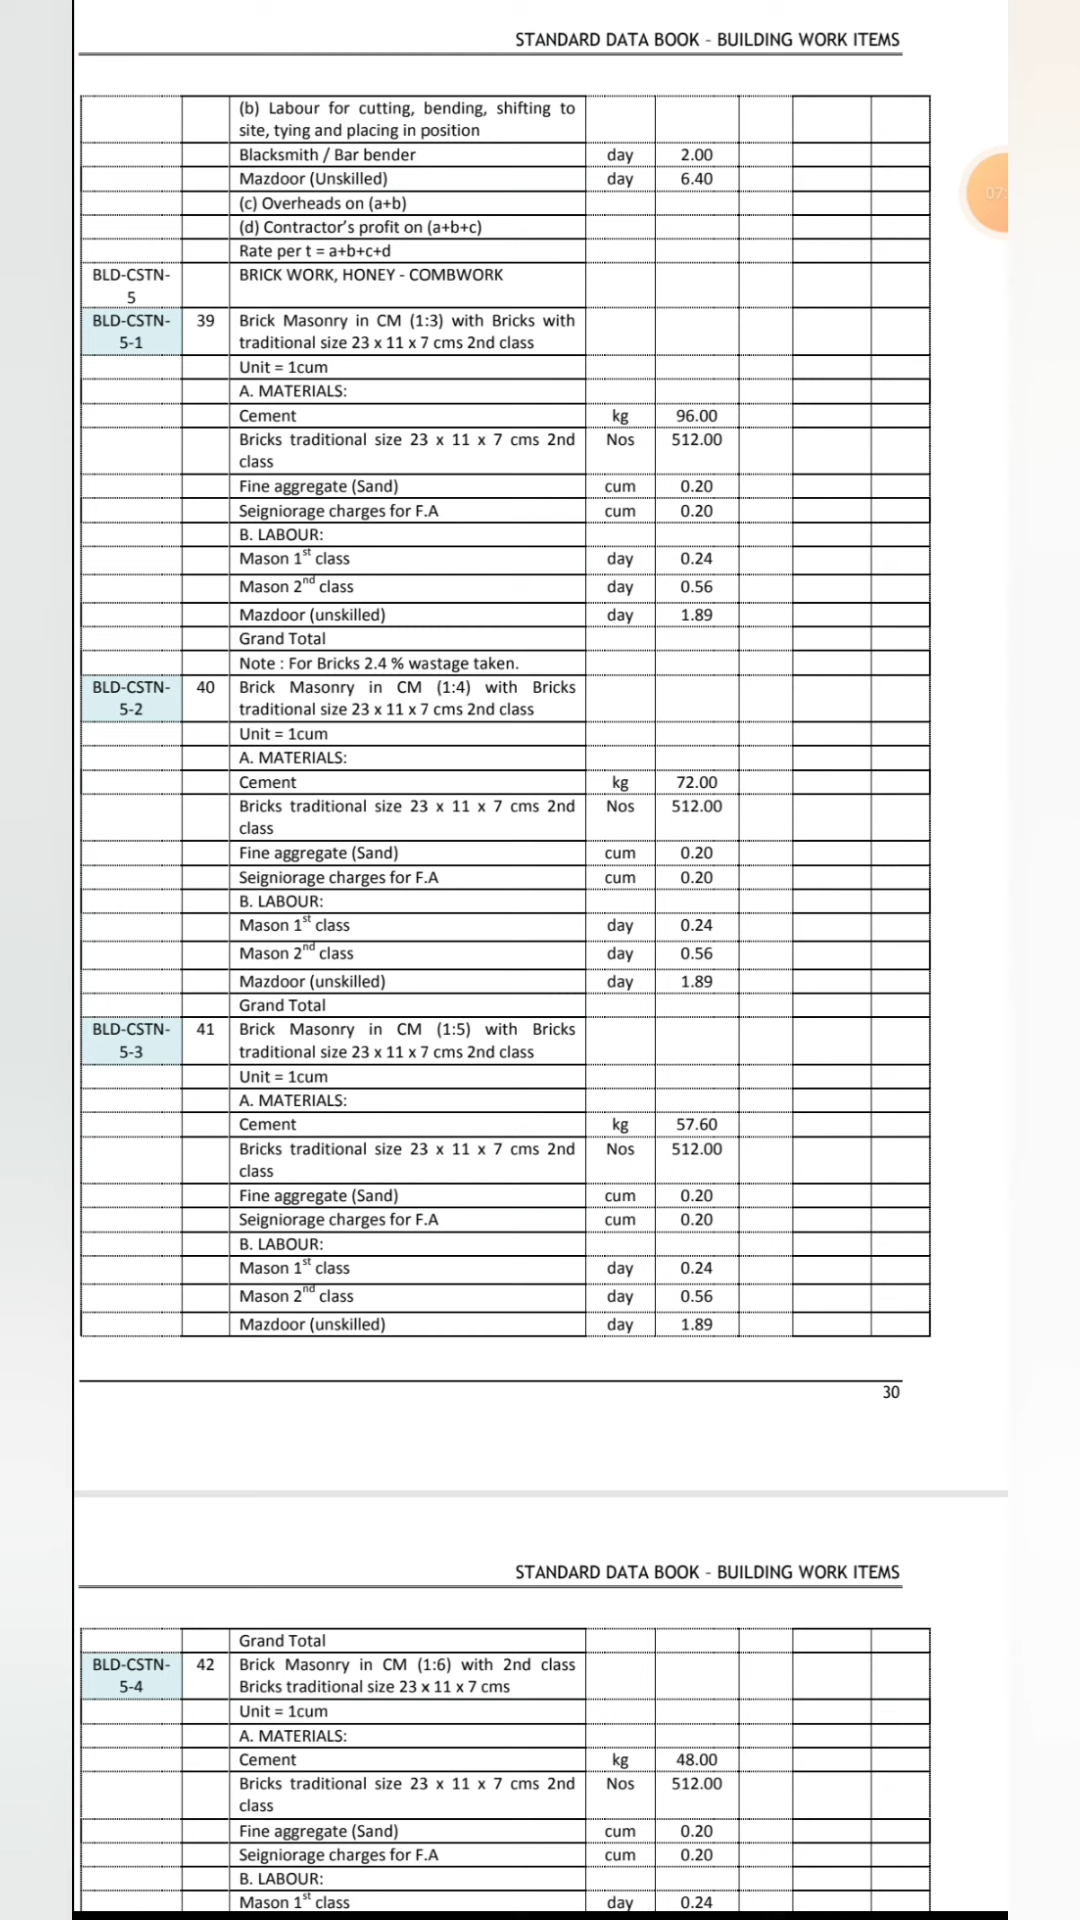 STANDARD DATA BOOK - BUILDING WORK ITEMS
(b) Labour for cutting, bending, shifting to
site, tying and placing in position
Blacksmith / Bar bender day 2.00
Mazdoor (Unskilled) day 6.40
(c) Overheads on (a+b)
(d) Contractor's profit on (a+b+c)
Rate per t = a+b+c+d
BLD-CSTN- BRICK WORK, HONEY - COMBWORK
5
BLD-CSTN- 39 Brick Masonry in CM (1:3) with Bricks with
5-1 traditional size 23 x 11 x 7 cms 2nd class
Unit = 1cum
A. MATERIALS:
Cement kg 96.00
Bricks traditional size 23 x 11 x 7 cms 2nd Nos 512.00
class
Fine aggregate (Sand) cum 0.20
Seigniorage charges for F.A cum 0.20
B. LABOUR:
Mason 1st class day 0.24
Mason 2nd class day 0.56
Mazdoor (unskilled) day 1.89
Grand Total
Note : For Bricks 2.4 % wastage taken.
BLD-CSTN- 40 Brick Masonry in CM (1:4) with Bricks
5-2 traditional size 23 x 11 x 7 cms 2nd class
Unit = 1cum
A. MATERIALS:
Cement kg 72.00
Bricks traditional size 23 x 11 x 7 cms 2nd Nos 512.00
class
Fine aggregate (Sand) cum 0.20
Seigniorage charges for F.A cum 0.20
B. LABOUR:
Mason 1st class day 0.24
Mason 2nd class day 0.56
Mazdoor (unskilled) day 1.89
Grand Total
BLD-CSTN- 41 Brick Masonry in CM (1:5) with Bricks
5-3 traditional size 23 x 11 x 7 cms 2nd class
Unit = 1cum
A. MATERIALS:
Cement kg 57.60
Bricks traditional size 23 x 11 x 7 cms 2nd Nos 512.00
class
Fine aggregate (Sand) cum 0.20
Seigniorage charges for F.A cum 0.20
B. LABOUR:
Mason 1st class day 0.24
Mason 2nd class day 0.56
Mazdoor (unskilled) day 1.89
30
STANDARD DATA BOOK - BUILDING WORK ITEMS
Grand Total
BLD-CSTN- 42 Brick Masonry in CM (1:6) with 2nd class
5-4 Bricks traditional size 23 x 11 x 7 cms
Unit = 1cum
A. MATERIALS:
Cement kg 48.00
Bricks traditional size 23 x 11 x 7 cms 2nd Nos 512.00
class
Fine aggregate (Sand) cum 0.20
Seigniorage charges for F.A cum 0.20
B. LABOUR:
Mason 1st class day 0.24